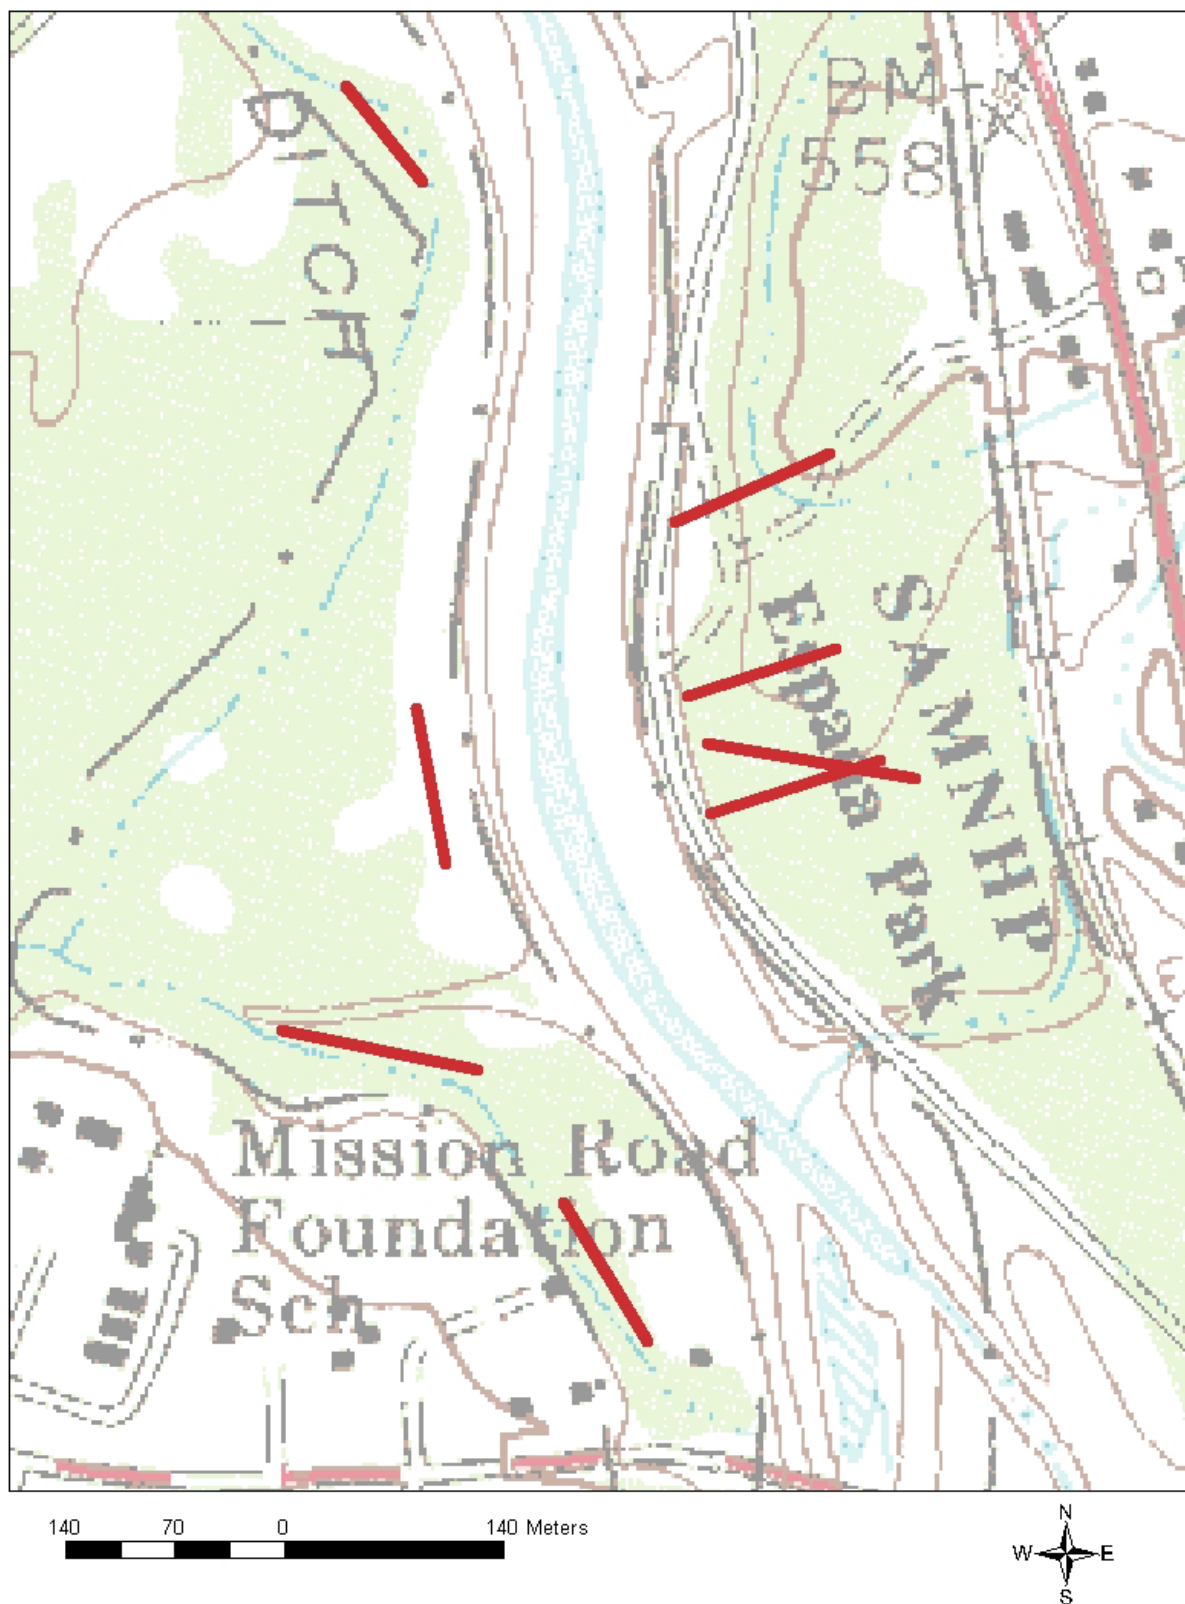 DITCH
BM
X
558
SAMNHP
Espada Park
Mission Road
Foundation
Sch
140 70 0 140 Meters
N
W E
S